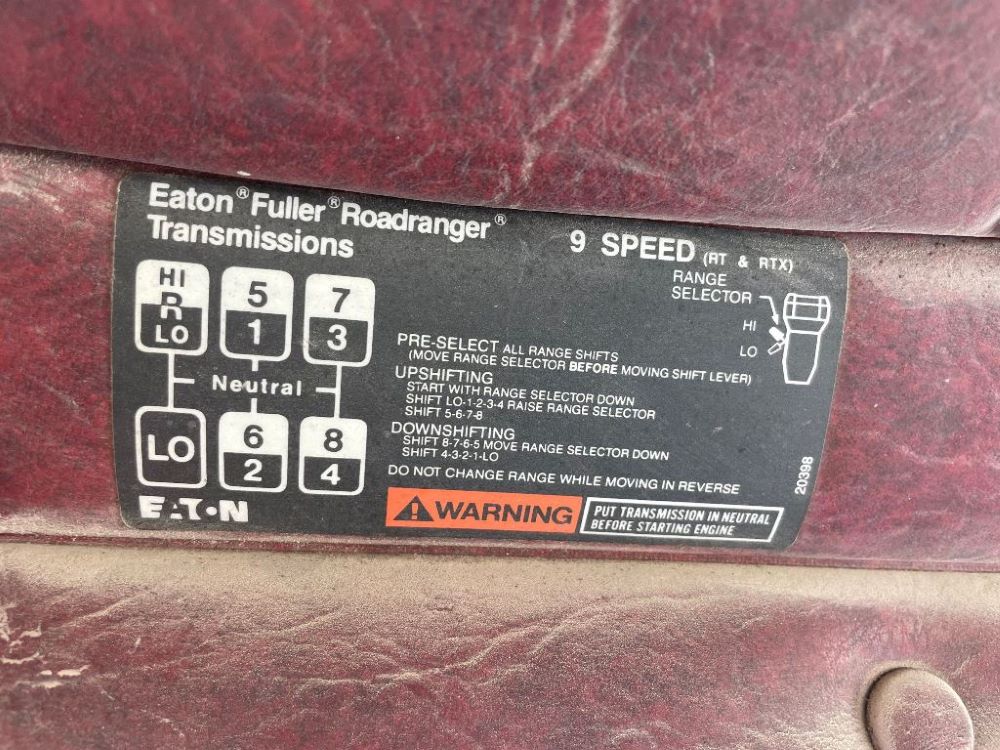 Eaton® Fuller® Roadranger®
Transmissions
9 SPEED (RT & RTX)
HI
R
LO
5
1
7
3
Neutral
LO
6
2
8
4
EATON
RANGE
SELECTOR
HI
LO
PRE-SELECT ALL RANGE SHIFTS
(MOVE RANGE SELECTOR BEFORE MOVING SHIFT LEVER)
UPSHIFTING
START WITH RANGE SELECTOR DOWN
SHIFT LO-1-2-3-4 RAISE RANGE SELECTOR
SHIFT 5-6-7-8
DOWNSHIFTING
SHIFT 8-7-6-5 MOVE RANGE SELECTOR DOWN
SHIFT 4-3-2-1-LO
DO NOT CHANGE RANGE WHILE MOVING IN REVERSE
20398
WARNING
PUT TRANSMISSION IN NEUTRAL
BEFORE STARTING ENGINE